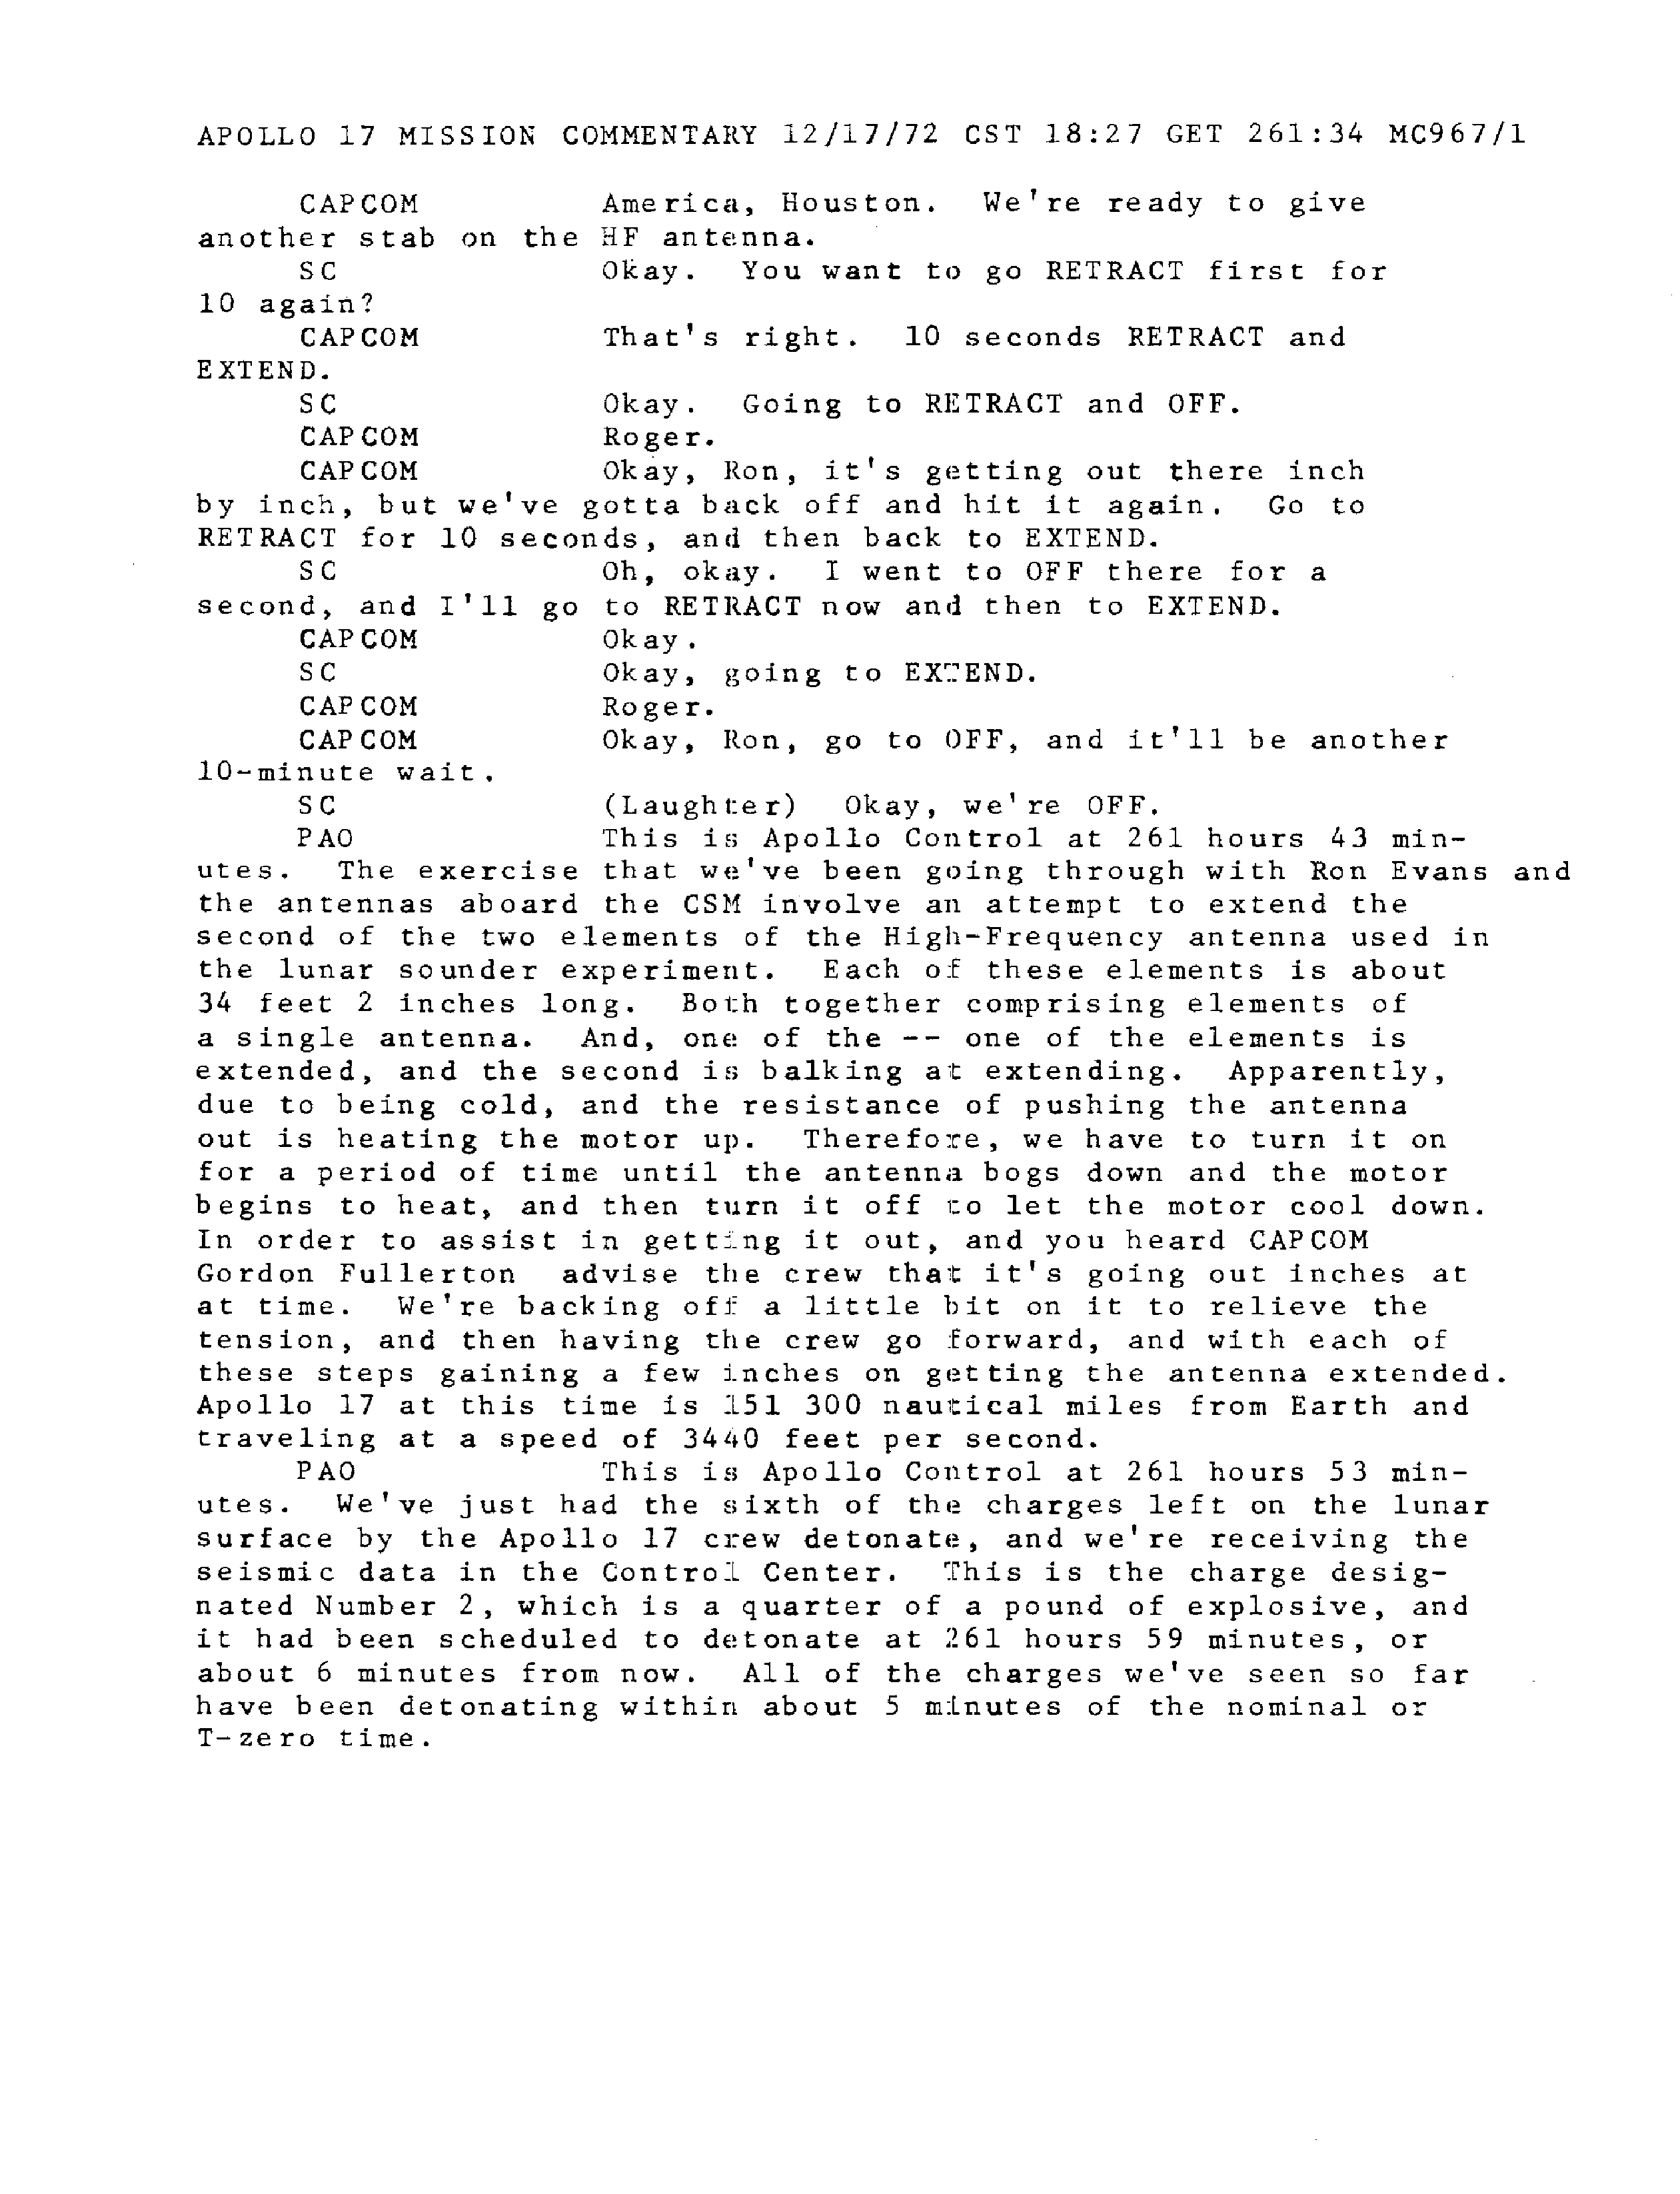 APOLLO 17 MISSION COMMENTARY 12/17/72 CST 18:27 GET 261:34 MC967/1
CAPCOM America, Houston. We're ready to give
another stab on the HF antenna.
SC Okay. You want to go RETRACT first for
10 again?
CAPCOM That's right. 10 seconds RETRACT and
EXTEND.
SC Okay. Going to RETRACT and OFF.
CAPCOM Roger.
CAPCOM Okay, Ron, it's getting out there inch
by inch, but we've gotta back off and hit it again. Go to
RETRACT for 10 seconds, and then back to EXTEND.
SC Oh, okay. I went to OFF there for a
second, and I'll go to RETRACT now and then to EXTEND.
CAPCOM Okay.
SC Okay, going to EXTEND.
CAPCOM Roger.
CAPCOM Okay, Ron, go to OFF, and it'll be another
10-minute wait.
SC (Laughter) Okay, we're OFF.
PAO This is Apollo Control at 261 hours 43 min-
utes. The exercise that we've been going through with Ron Evans and
the antennas aboard the CSM involve an attempt to extend the
second of the two elements of the High-Frequency antenna used in
the lunar sounder experiment. Each of these elements is about
34 feet 2 inches long. Both together comprising elements of
a single antenna. And, one of the -- one of the elements is
extended, and the second is balking at extending. Apparently,
due to being cold, and the resistance of pushing the antenna
out is heating the motor up. Therefore, we have to turn it on
for a period of time until the antenna bogs down and the motor
begins to heat, and then turn it off to let the motor cool down.
In order to assist in getting it out, and you heard CAPCOM
Gordon Fullerton advise the crew that it's going out inches at
at time. We're backing off a little bit on it to relieve the
tension, and then having the crew go forward, and with each of
these steps gaining a few inches on getting the antenna extended.
Apollo 17 at this time is 151 300 nautical miles from Earth and
traveling at a speed of 3440 feet per second.
PAO This is Apollo Control at 261 hours 53 min-
utes. We've just had the sixth of the charges left on the lunar
surface by the Apollo 17 crew detonate, and we're receiving the
seismic data in the Control Center. This is the charge desig-
nated Number 2, which is a quarter of a pound of explosive, and
it had been scheduled to detonate at 261 hours 59 minutes, or
about 6 minutes from now. All of the charges we've seen so far
have been detonating within about 5 minutes of the nominal or
T-zero time.